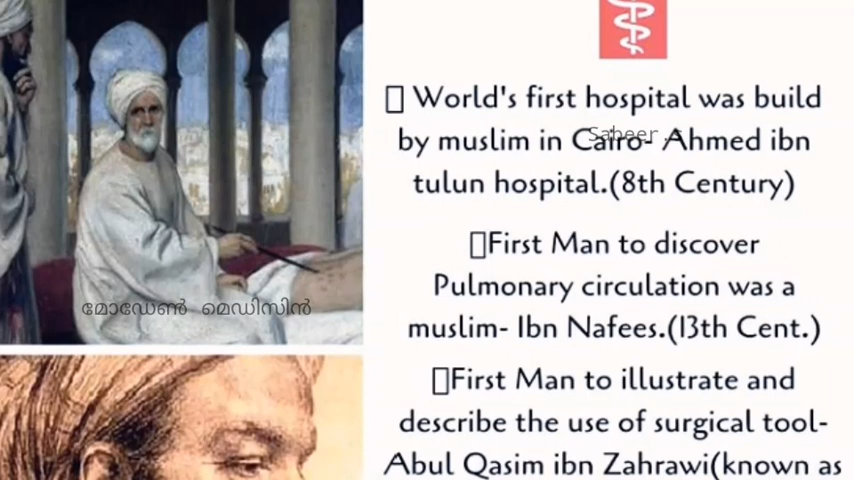 World's first hospital was build
by muslim in Cairo- Ahmed ibn
tulun hospital.(8th Century)
Sabeer .s
First Man to discover
Pulmonary circulation was a
muslim- Ibn Nafees.(13th Cent.)
First Man to illustrate and
describe the use of surgical tool-
Abul Qasim ibn Zahrawi(known as
മോഡേൺ മെഡിസിൻ